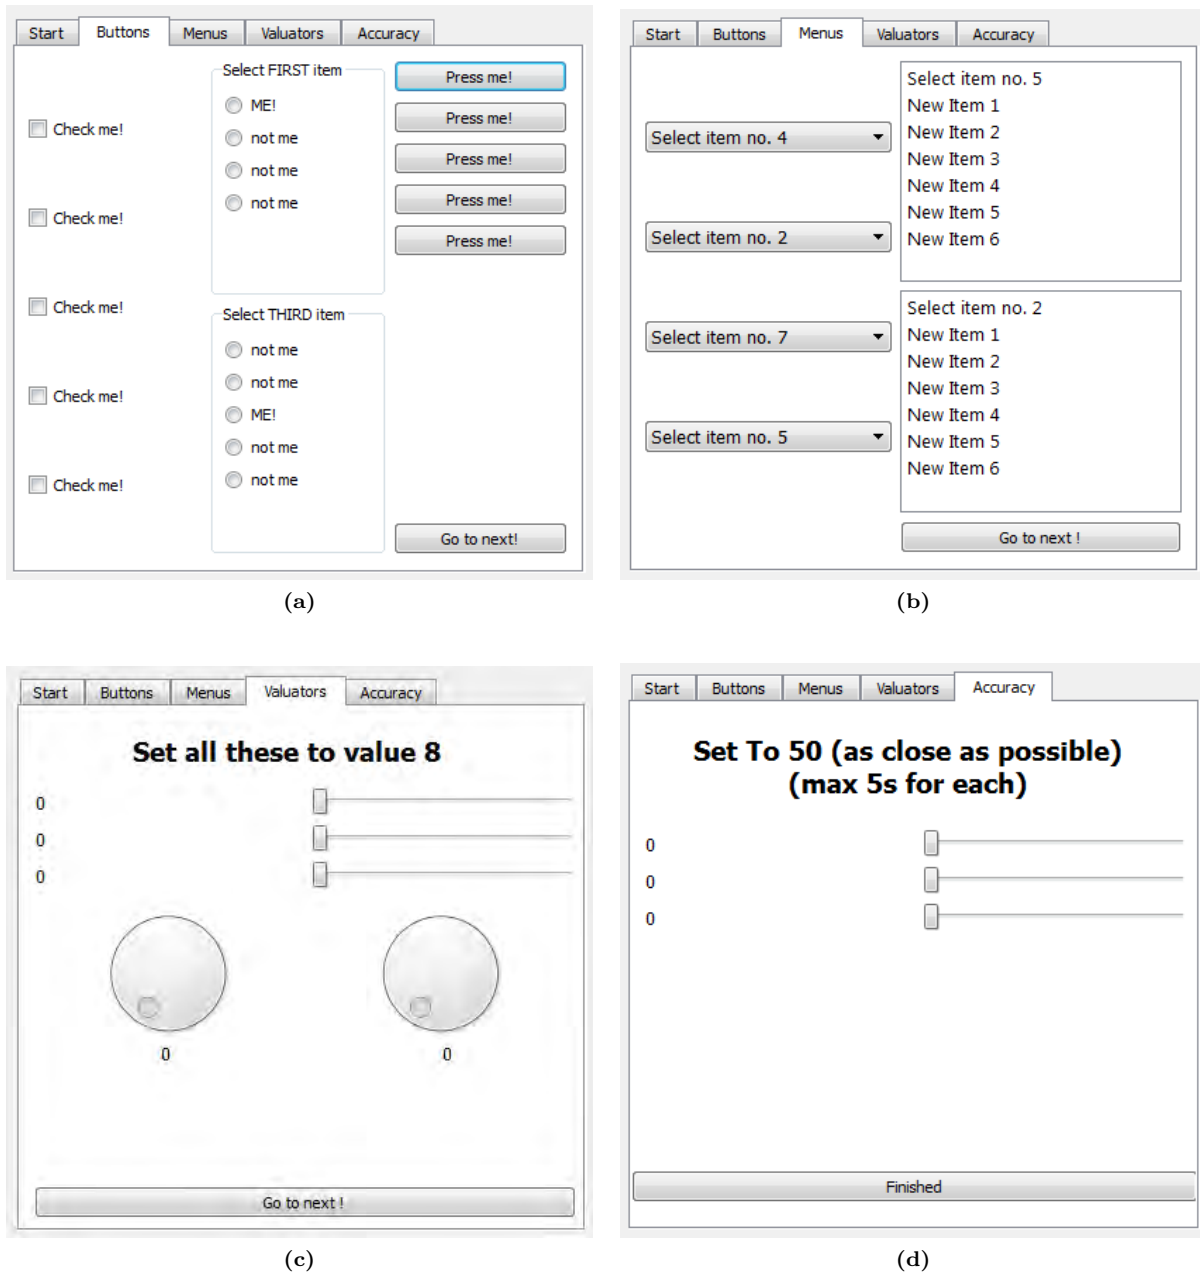 Start Buttons Menus Valuators Accuracy
Check me!
Check me!
Check me!
Check me!
Check me!
Select FIRST item
ME!
not me
not me
not me
Select THIRD item
not me
not me
ME!
not me
not me
Press me!
Press me!
Press me!
Press me!
Press me!
Go to next!
(a)
Start Buttons Menus Valuators Accuracy
Select item no. 4
Select item no. 2
Select item no. 7
Select item no. 5
Select item no. 5
New Item 1
New Item 2
New Item 3
New Item 4
New Item 5
New Item 6
Select item no. 2
New Item 1
New Item 2
New Item 3
New Item 4
New Item 5
New Item 6
Go to next !
(b)
Start Buttons Menus Valuators Accuracy
Set all these to value 8
0
0
0
0 0
Go to next !
(c)
Start Buttons Menus Valuators Accuracy
Set To 50 (as close as possible)
(max 5s for each)
0
0
0
Finished
(d)